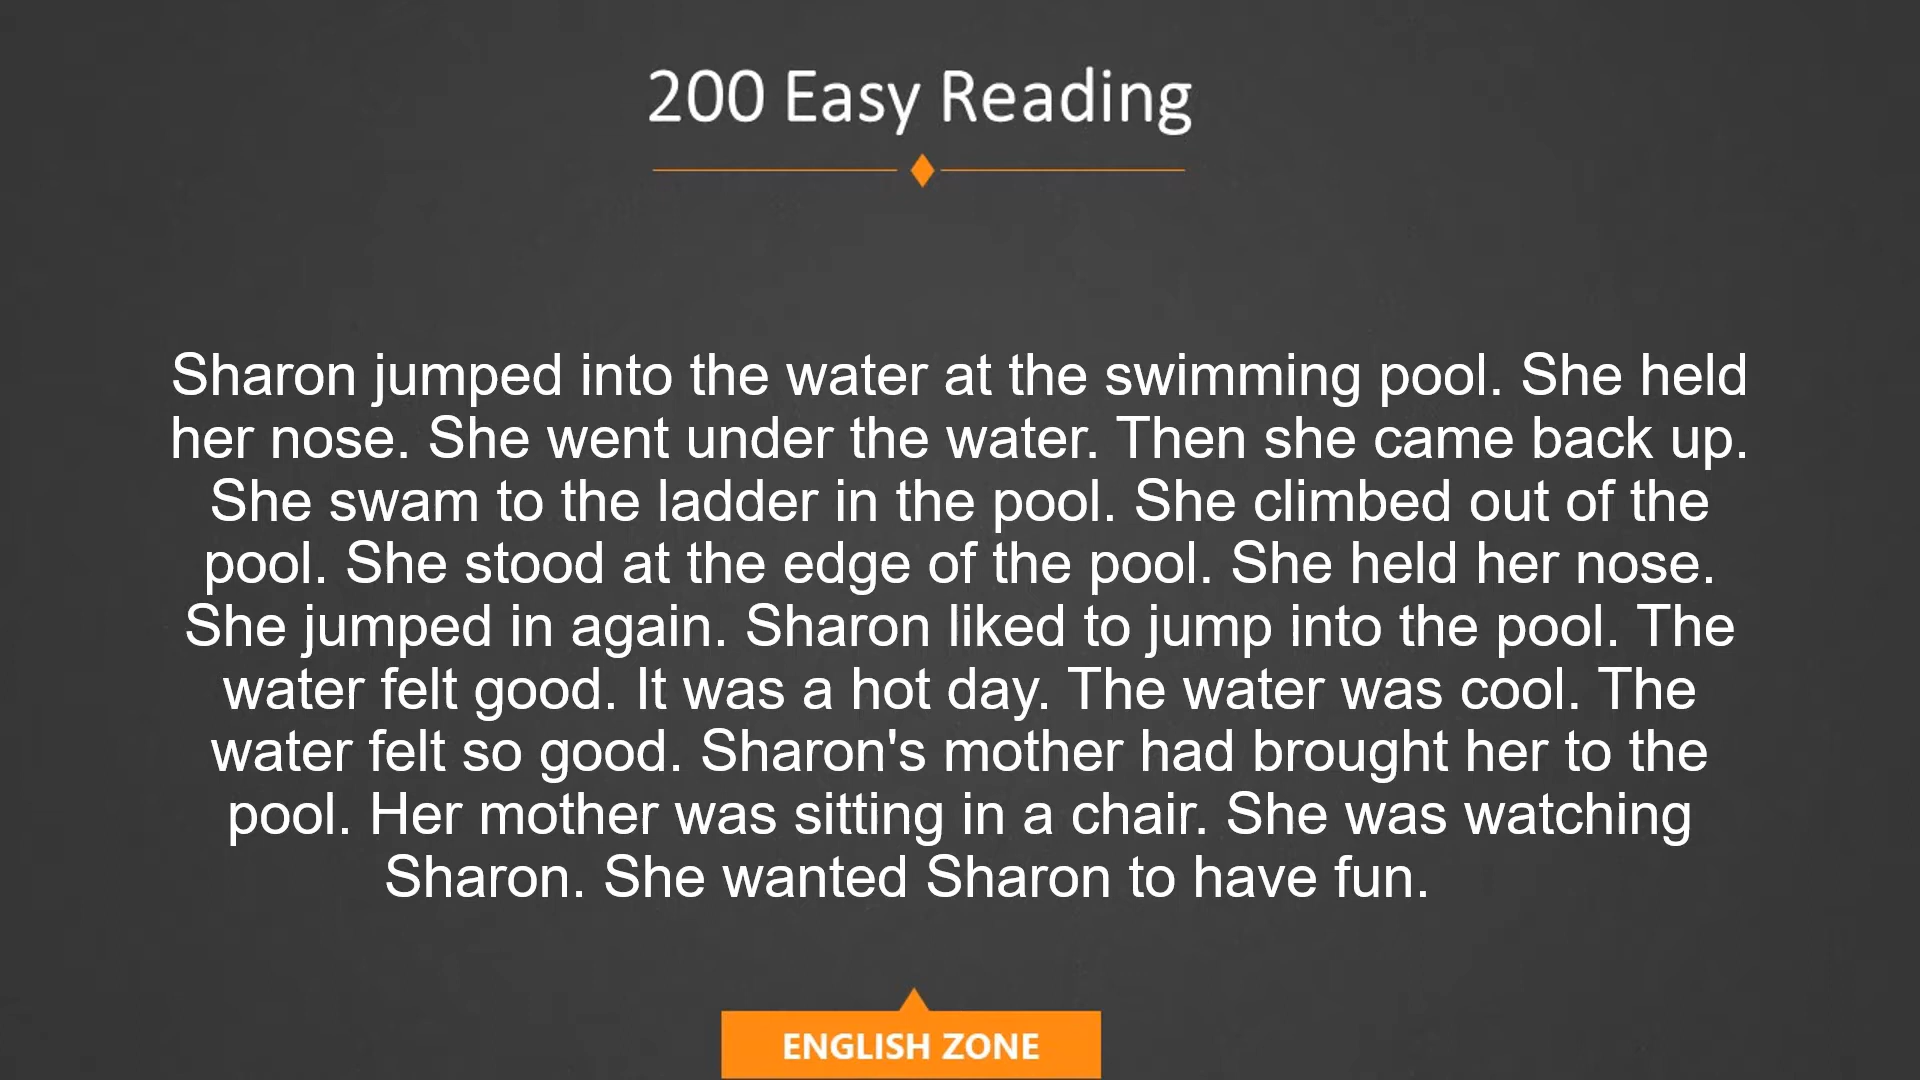 200 Easy Reading
Sharon jumped into the water at the swimming pool. She held
her nose. She went under the water. Then she came back up.
She swam to the ladder in the pool. She climbed out of the
pool. She stood at the edge of the pool. She held her nose.
She jumped in again. Sharon liked to jump into the pool. The
water felt good. It was a hot day. The water was cool. The
water felt so good. Sharon's mother had brought her to the
pool. Her mother was sitting in a chair. She was watching
Sharon. She wanted Sharon to have fun.
ENGLISH ZONE